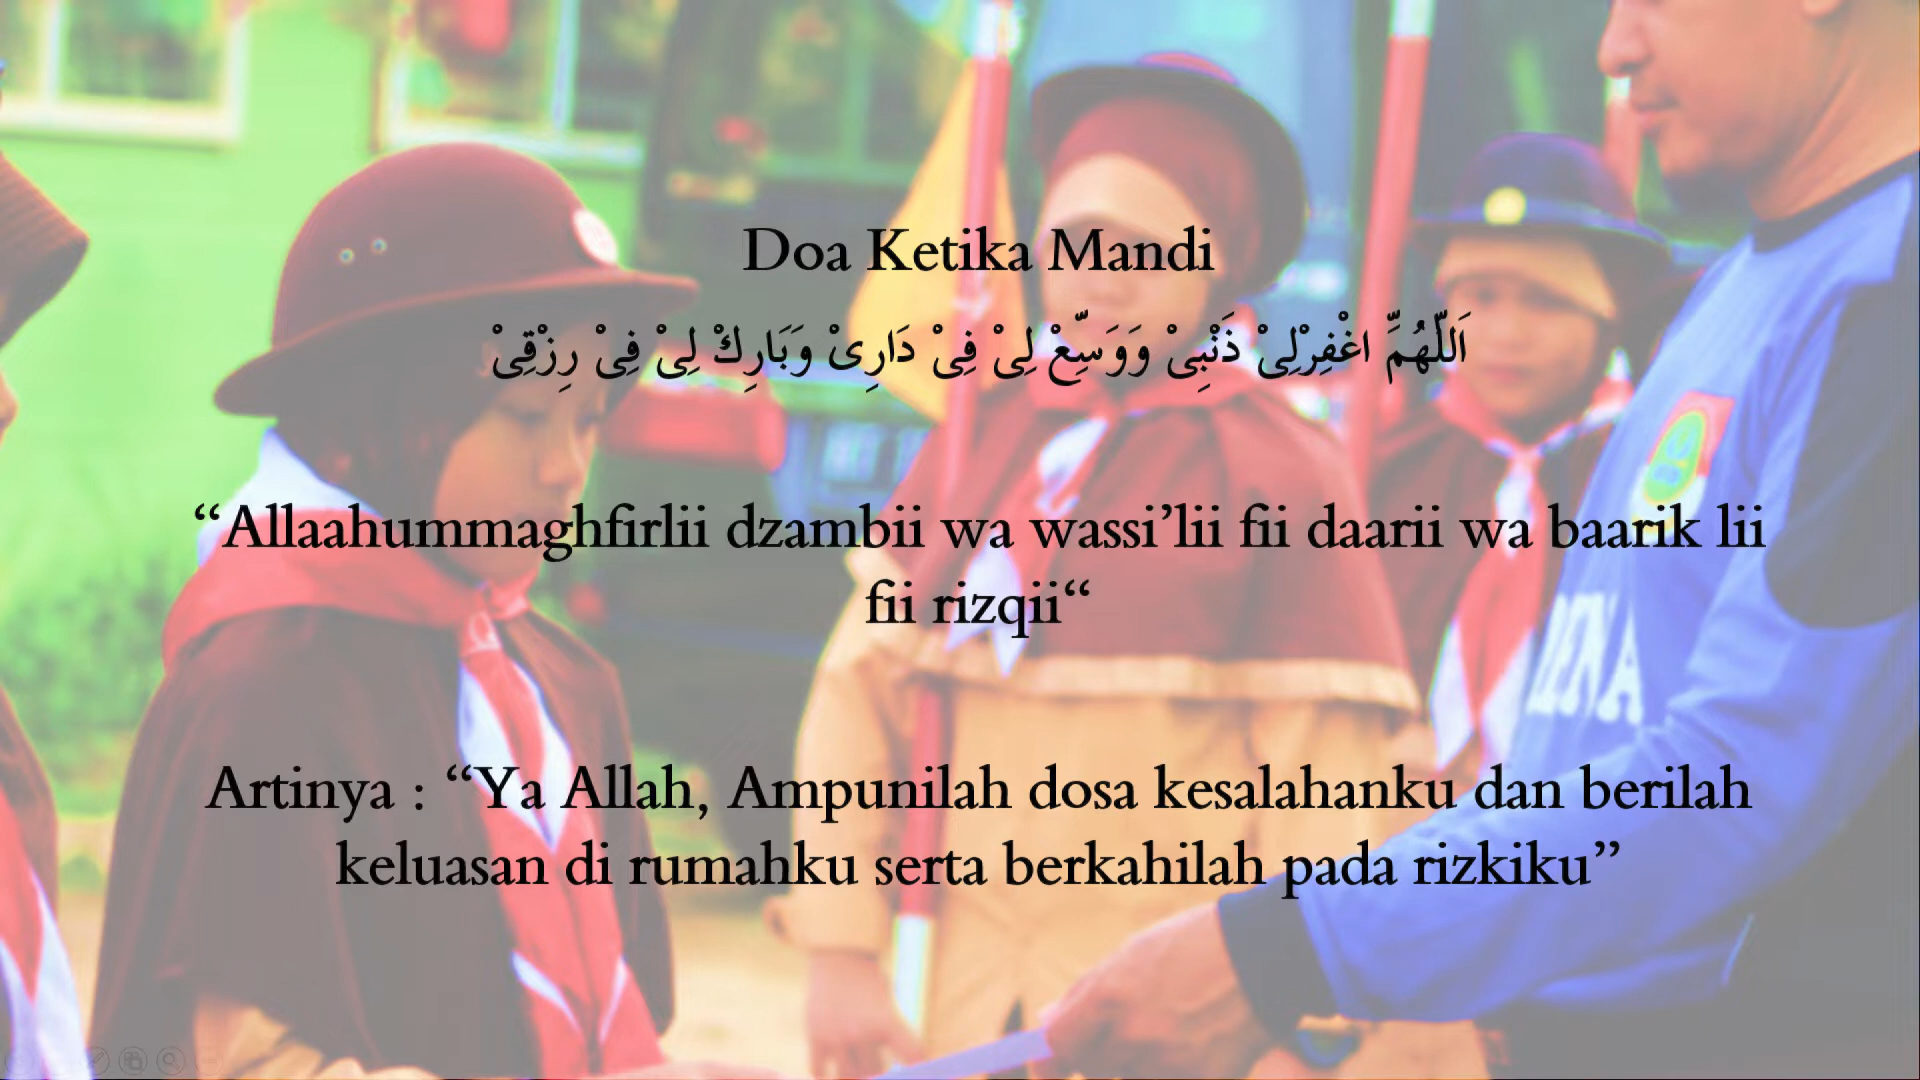 Doa Ketika Mandi
اَللّٰهُمَّ اغْفِرْلِىْ ذَنْبِىْ وَوَسِّعْ لِىْ فِىْ دَارِىْ وَبَارِكْ لِىْ فِىْ رِزْقِىْ
“Allaahummaghfirlii dzambii wa wassi’lii fii daarii wa baarik lii
fii rizqii“
Artinya : “Ya Allah, Ampunilah dosa kesalahanku dan berilah
keluasan di rumahku serta berkahilah pada rizkiku”